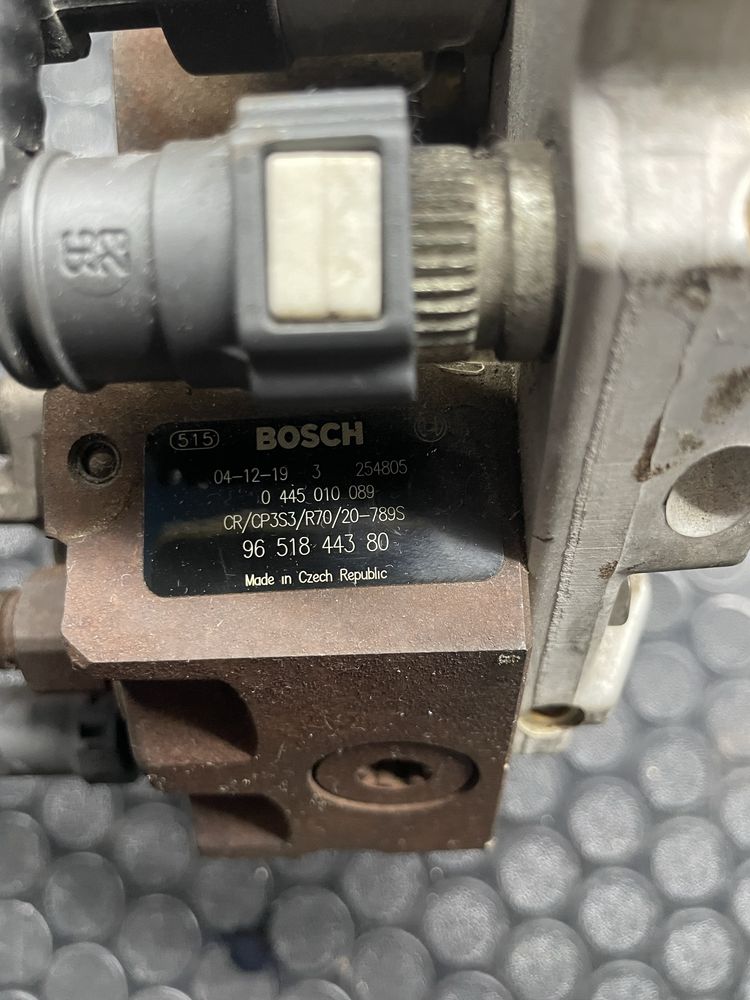 515 BOSCH
04-12-19 3 254805
0 445 010 089
CR/CP3S3/R70/20-789S
96 518 443 80
Made in Czech Republic